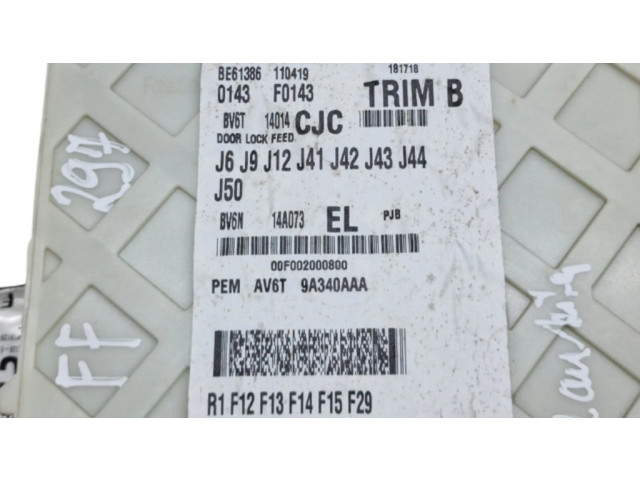 BE61386 110419 181718
0143 F0143 TRIM B
BV6T 14014 CJC
DOOR LOCK FEED
J6 J9 J12 J41 J42 J43 J44
J50
BV6N 14A073 EL PJB
00F002000800
PEM AV6T 9A340AAA
R1 F12 F13 F14 F15 F29
297
FF